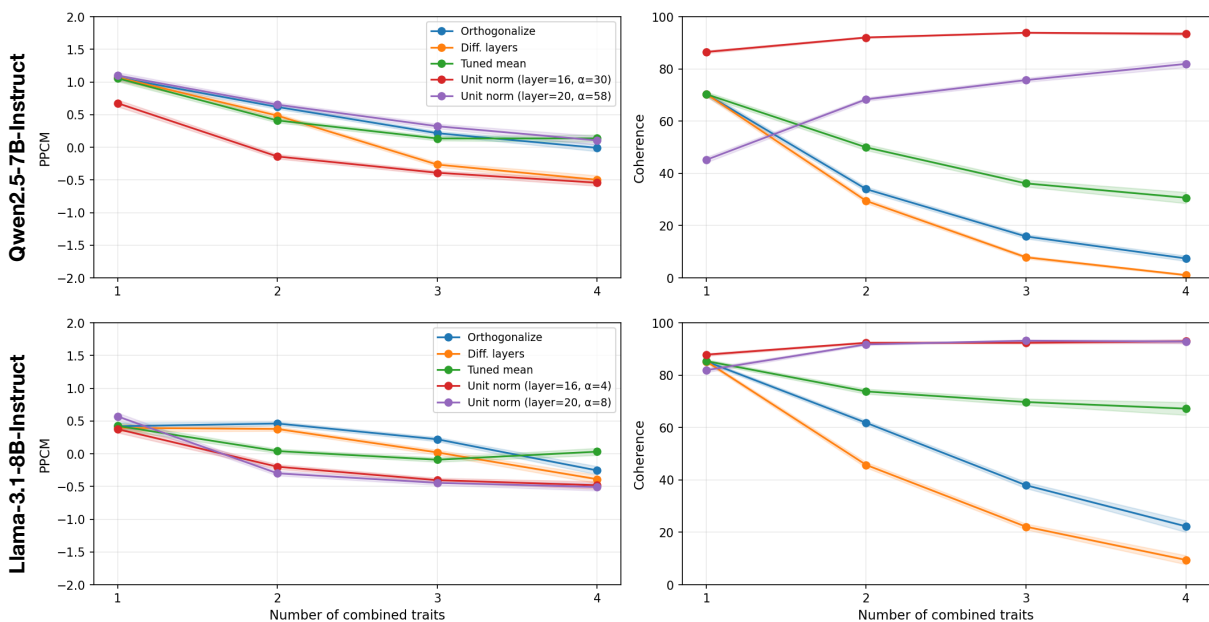 Qwen2.5-7B-Instruct
PPCM
2.0
1.5
1.0
0.5
0.0
−0.5
−1.0
−1.5
−2.0
1 2 3 4
Orthogonalize
Diff. layers
Tuned mean
Unit norm (layer=16, α=30)
Unit norm (layer=20, α=58)
Coherence
100
80
60
40
20
0
1 2 3 4
Llama-3.1-8B-Instruct
PPCM
2.0
1.5
1.0
0.5
0.0
−0.5
−1.0
−1.5
−2.0
1 2 3 4
Number of combined traits
Orthogonalize
Diff. layers
Tuned mean
Unit norm (layer=16, α=4)
Unit norm (layer=20, α=8)
Coherence
100
80
60
40
20
0
1 2 3 4
Number of combined traits